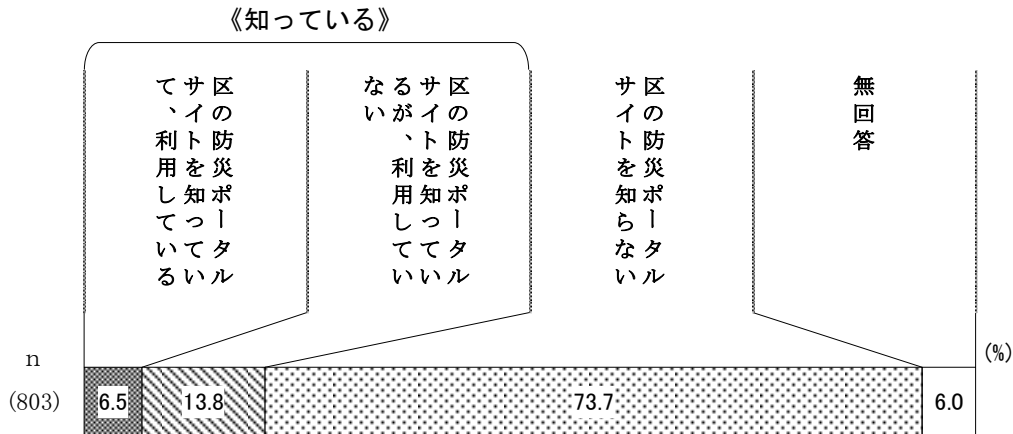 《知っている》
区の防災ポータル
サイトを知ってい
て、利用している
区の防災ポータル
サイトを知ってい
るが、利用してい
ない
区の防災ポータル
サイトを知らない
無回答
n
(%)
(803)
6.5
13.8
73.7
6.0